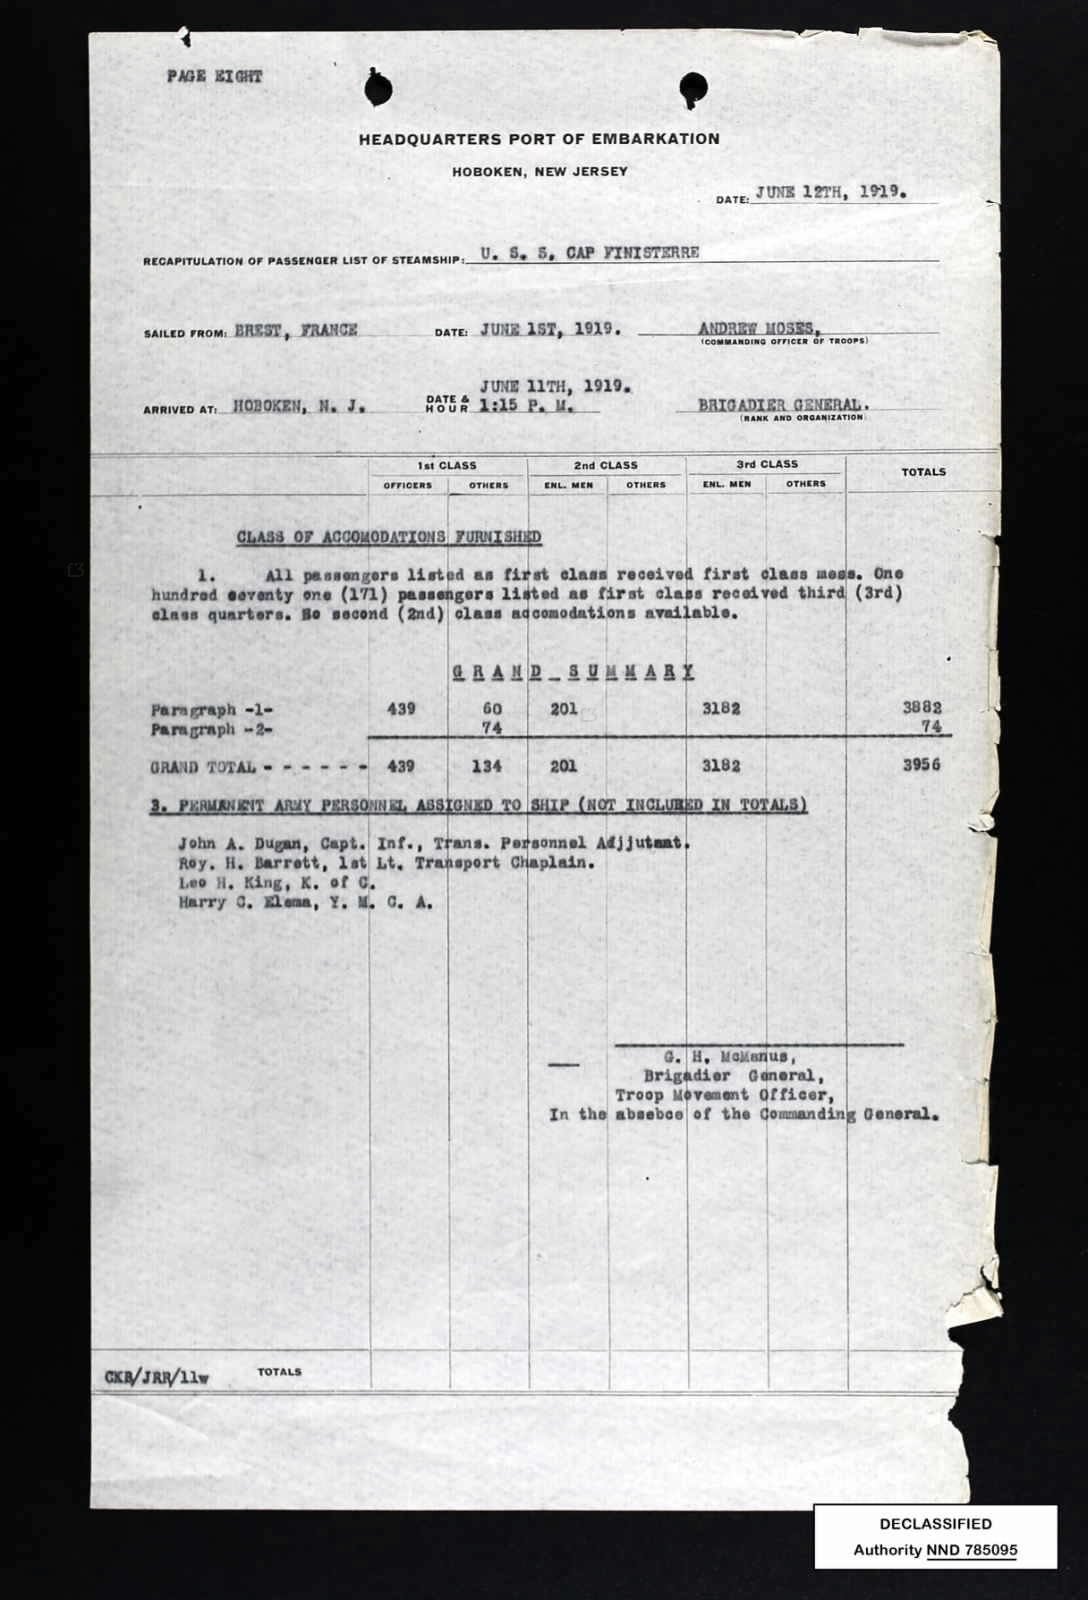 PAGE EIGHT
HEADQUARTERS PORT OF EMBARKATION
HOBOKEN, NEW JERSEY
DATE: JUNE 12TH, 1919.
RECAPITULATION OF PASSENGER LIST OF STEAMSHIP: U. S. S. CAP FINISTERRE
SAILED FROM: BREST, FRANCE DATE: JUNE 1ST, 1919. ANDREW MOSES,
(COMMANDING OFFICER OF TROOPS)
JUNE 11TH, 1919.
ARRIVED AT: HOBOKEN, N. J. DATE & HOUR 1:15 P. M. BRIGADIER GENERAL.
(RANK AND ORGANIZATION)
1st CLASS 2nd CLASS 3rd CLASS TOTALS
OFFICERS OTHERS ENL. MEN OTHERS ENL. MEN OTHERS
CLASS OF ACCOMODATIONS FURNISHED
1. All passengers listed as first class received first class mess. One
hundred seventy one (171) passengers listed as first class received third (3rd)
class quarters. No second (2nd) class accomodations available.
GRAND SUMMARY
Paragraph -1- 439 60 201 3182 3882
Paragraph -2- 74 74
GRAND TOTAL - - - - - - 439 134 201 3182 3956
3. PERMANENT ARMY PERSONNEL ASSIGNED TO SHIP (NOT INCLUDED IN TOTALS)
John A. Dugan, Capt. Inf., Trans. Personnel Adjjutant.
Roy. H. Barrett, 1st Lt. Transport Chaplain.
Leo H. King, K. of C.
Harry C. Elema, Y. M. C. A.
G. H. McManus,
Brigadier General,
Troop Movement Officer,
In the absebce of the Commanding General.
CKB/JRR/llw TOTALS
DECLASSIFIED
Authority NND 785095